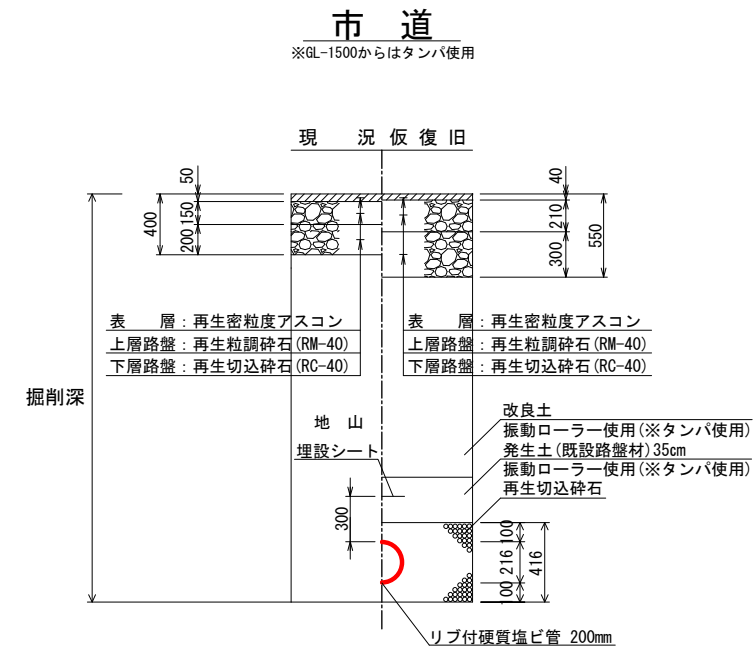 市　道
※GL-1500からはタンパ使用
現　況
仮 復 旧
50
150
200
400
40
210
300
550
表　層：再生密粒度アスコン
上層路盤：再生粒調砕石(RM-40)
下層路盤：再生切込砕石(RC-40)
表　層：再生密粒度アスコン
上層路盤：再生粒調砕石(RM-40)
下層路盤：再生切込砕石(RC-40)
掘削深
地　山
埋設シート
300
改良土
振動ローラー使用(※タンパ使用)
発生土(既設路盤材)35cm
振動ローラー使用(※タンパ使用)
再生切込砕石
100
216
100
416
リブ付硬質塩ビ管 200mm